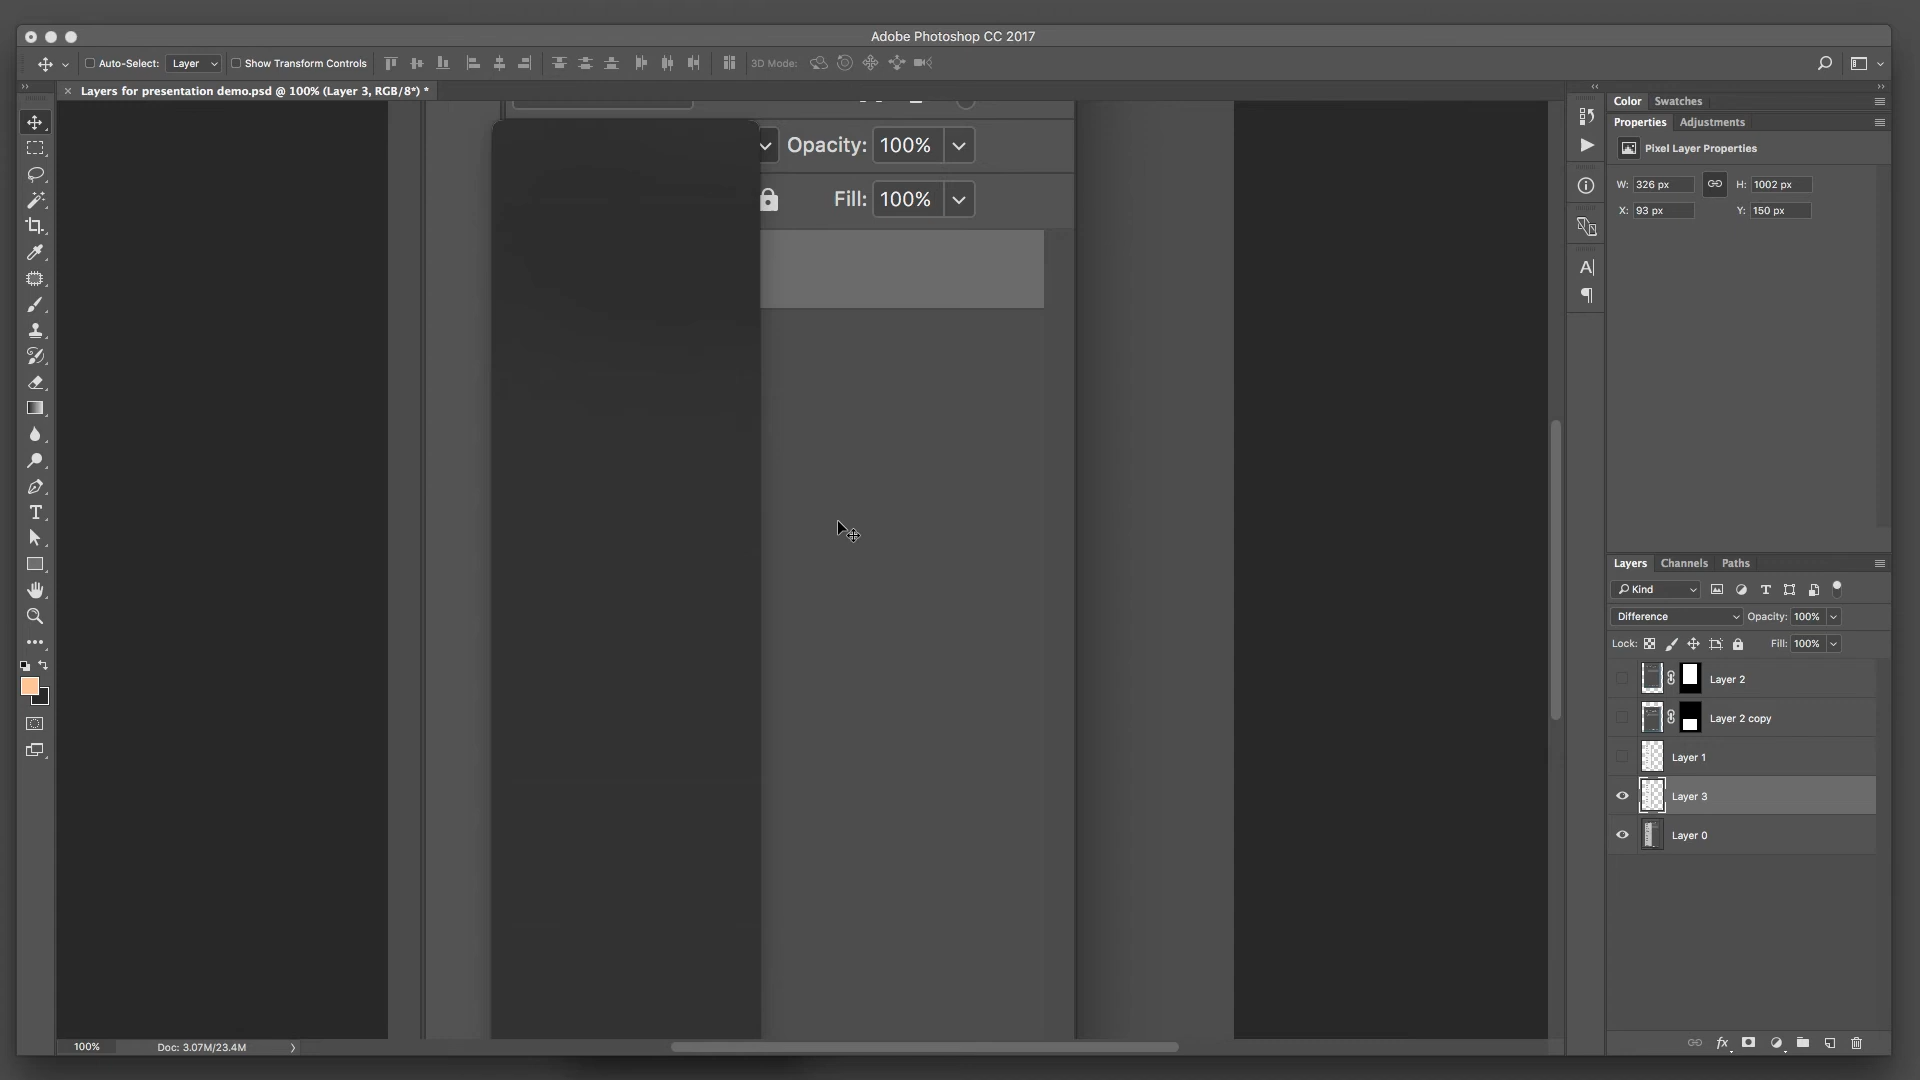 Adobe Photoshop CC 2017
Auto-Select: Layer Show Transform Controls 3D Mode:
× Layers for presentation demo.psd @ 100% (Layer 3, RGB/8*) *
Color Swatches
Properties Adjustments
Pixel Layer Properties
W: 326 px H: 1002 px
X: 93 px Y: 150 px
Opacity: 100%
Fill: 100%
Layers Channels Paths
Kind
Difference Opacity: 100%
Lock: Fill: 100%
Layer 2
Layer 2 copy
Layer 1
Layer 3
Layer 0
100% Doc: 3.07M/23.4M
fx